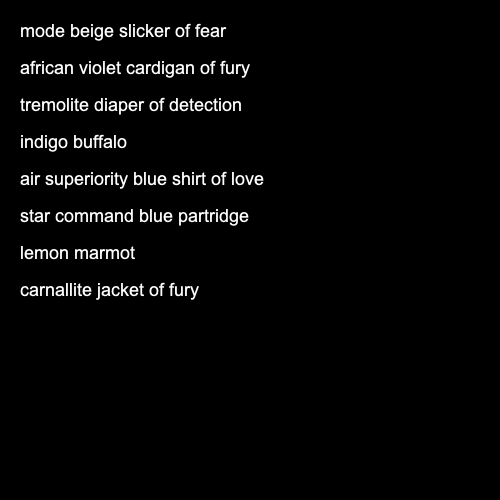 mode beige slicker of fear
african violet cardigan of fury
tremolite diaper of detection
indigo buffalo
air superiority blue shirt of love
star command blue partridge
lemon marmot
carnallite jacket of fury